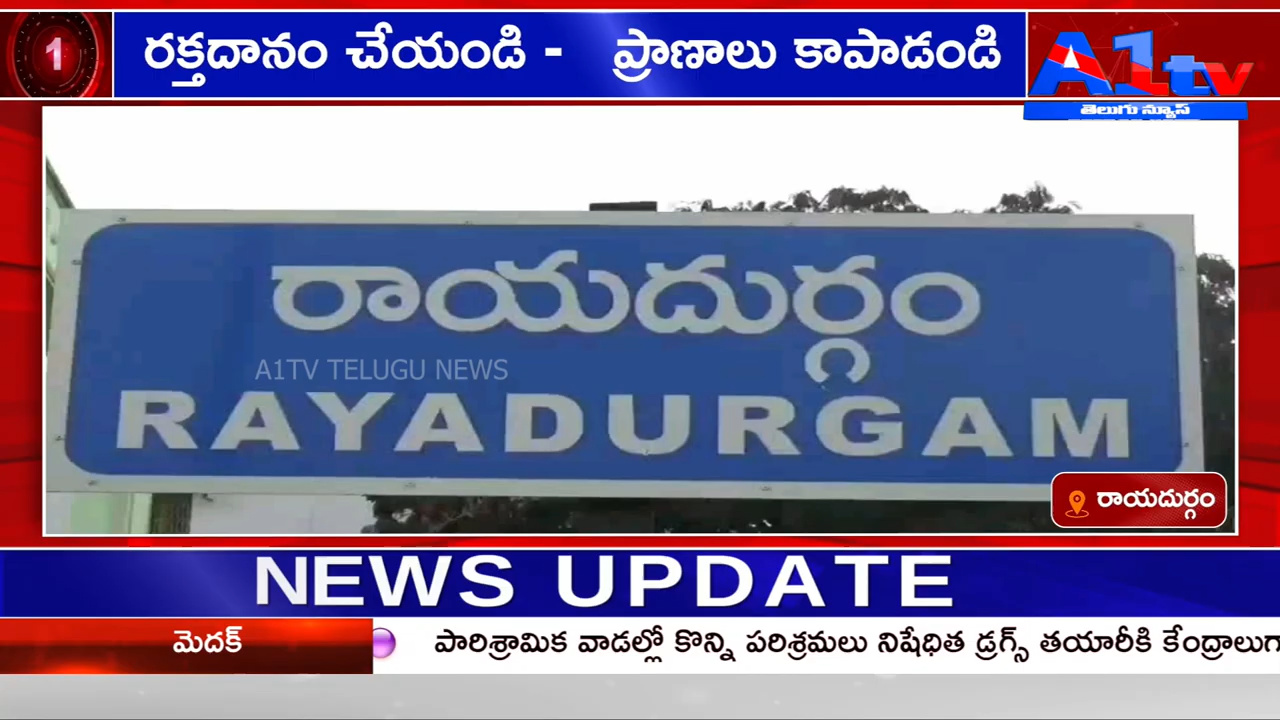 1
రక్తదానం చేయండి - ప్రాణాలు కాపాడండి
A1tv
తెలుగు న్యూస్
రాయదుర్గం
A1TV TELUGU NEWS
RAYADURGAM
రాయదుర్గం
NEWS UPDATE
మెదక్
పారిశ్రామిక వాడల్లో కొన్ని పరిశ్రమలు నిషేధిత డ్రగ్స్ తయారీకి కేంద్రాలుగా